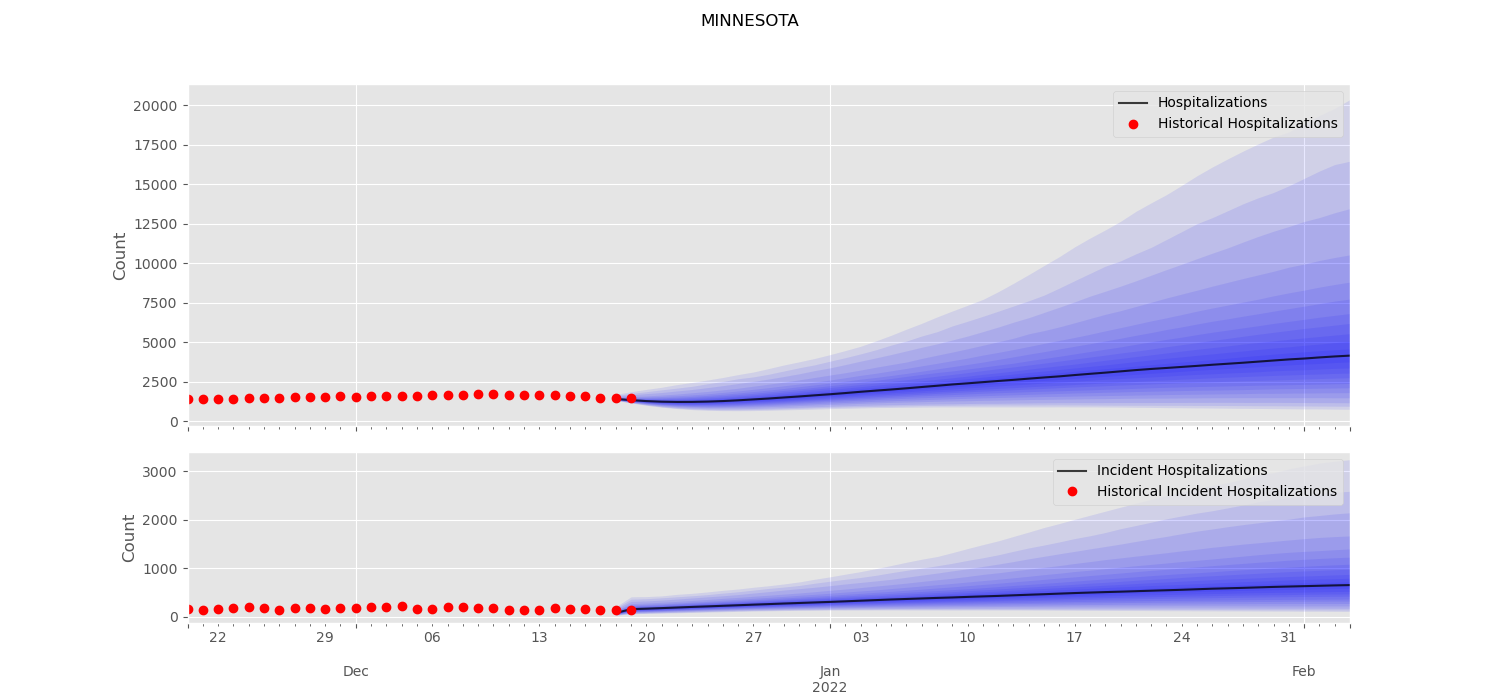 MINNESOTA
20000
17500
15000
12500
10000
7500
5000
2500
0
Count
Hospitalizations
Historical Hospitalizations
3000
2000
1000
0
Count
Incident Hospitalizations
Historical Incident Hospitalizations
22 29 06 13 20 27 03 10 17 24 31
Dec Jan Feb
2022